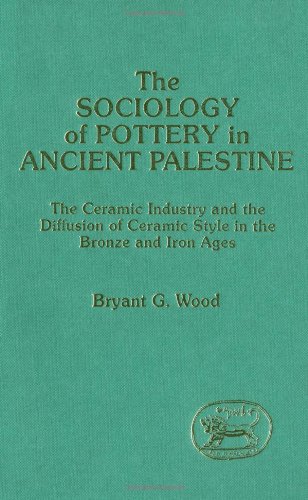 The
SOCIOLOGY
of POTTERY in
ANCIENT PALESTINE
The Ceramic Industry and the
Diffusion of Ceramic Style in the
Bronze and Iron Ages
Bryant G. Wood